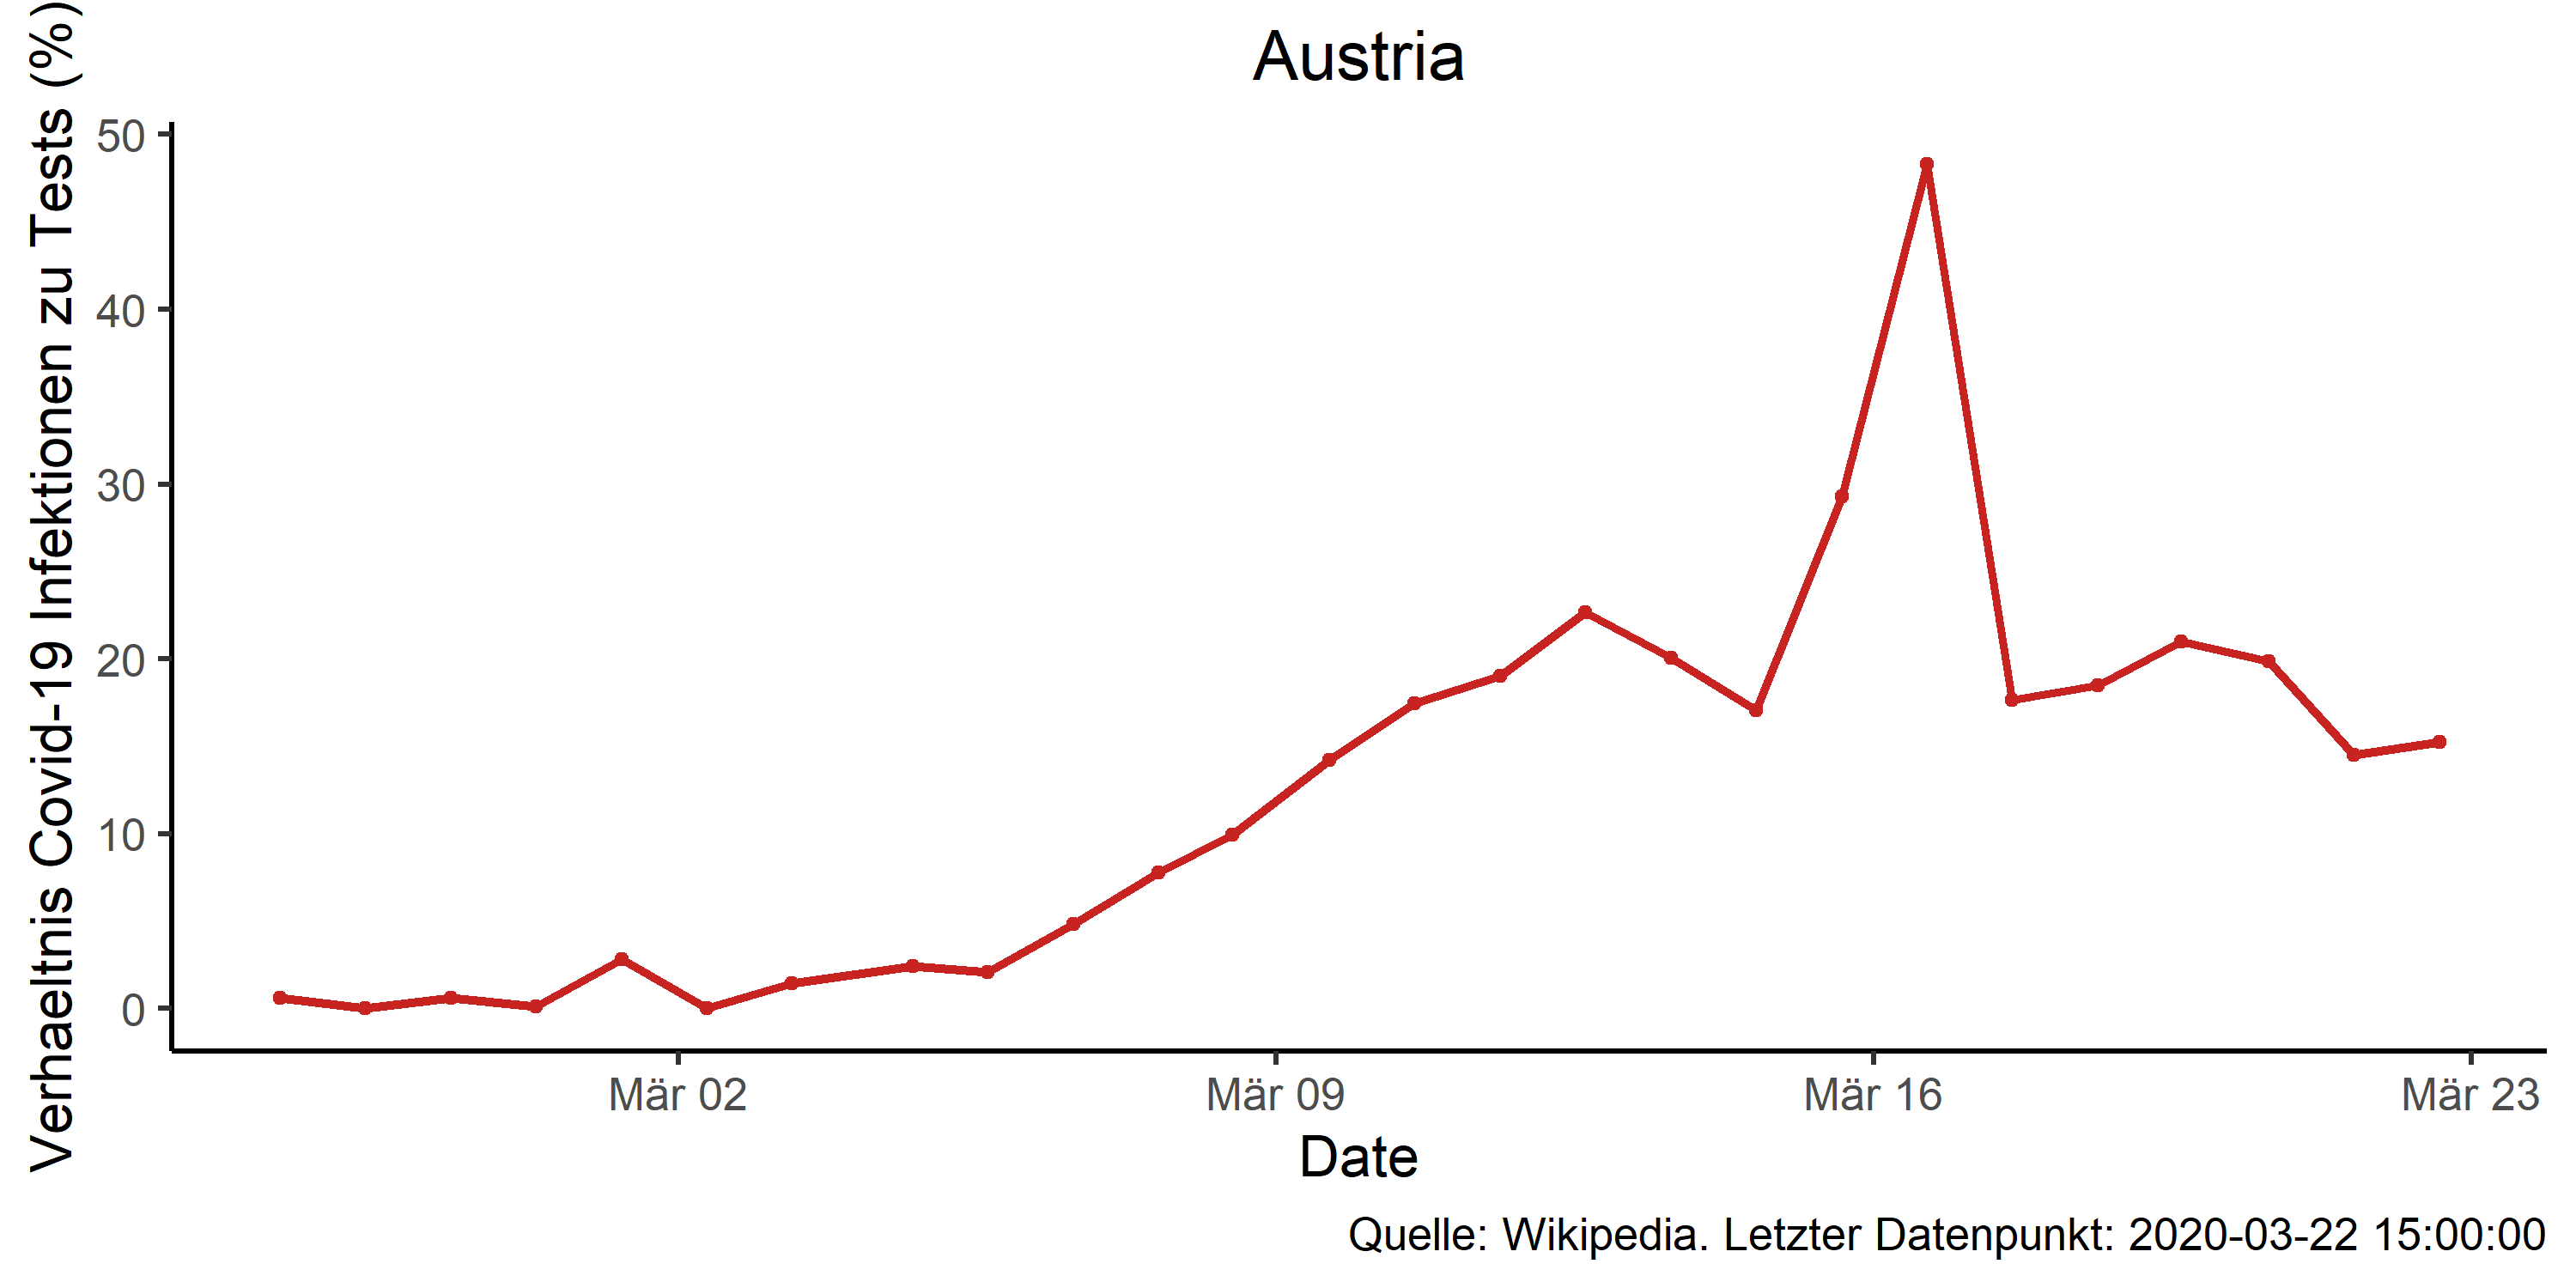 Austria
Verhaeltnis Covid-19 Infektionen zu Tests (%)
50
40
30
20
10
0
Mär 02
Mär 09
Mär 16
Mär 23
Date
Quelle: Wikipedia. Letzter Datenpunkt: 2020-03-22 15:00:00